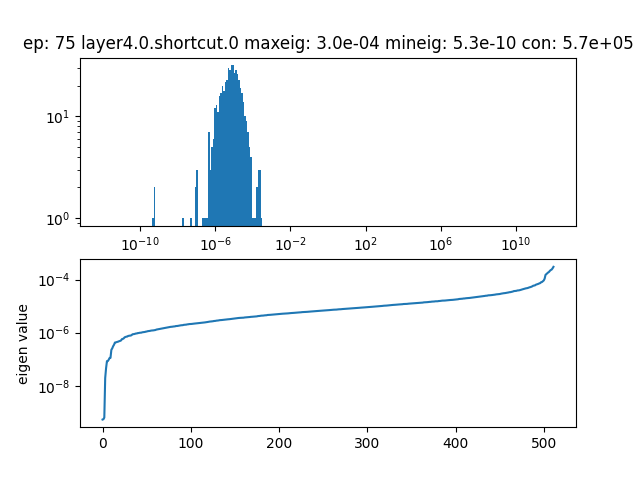 ep: 75 layer4.0.shortcut.0 maxeig: 3.0e-04 mineig: 5.3e-10 con: 5.7e+05
10¹
10⁰
10⁻¹⁰ 10⁻⁶ 10⁻² 10² 10⁶ 10¹⁰
10⁻⁴
10⁻⁶
10⁻⁸
eigen value
0 100 200 300 400 500